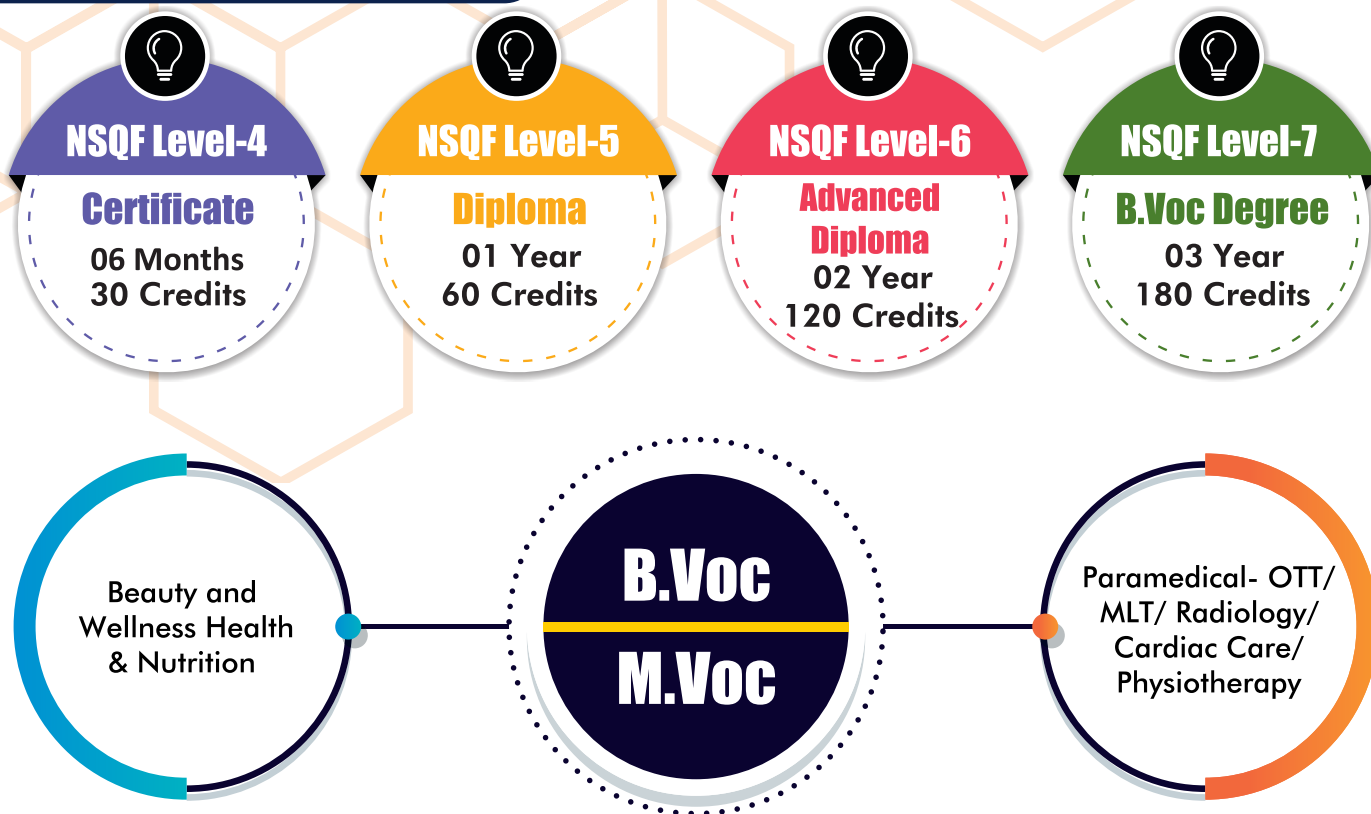 NSQF Level-4
Certificate
06 Months
30 Credits
NSQF Level-5
Diploma
01 Year
60 Credits
NSQF Level-6
Advanced
Diploma
02 Year
120 Credits
NSQF Level-7
B.Voc Degree
03 Year
180 Credits
Beauty and
Wellness Health
& Nutrition
B.Voc
M.Voc
Paramedical- OTT/
MLT/ Radiology/
Cardiac Care/
Physiotherapy